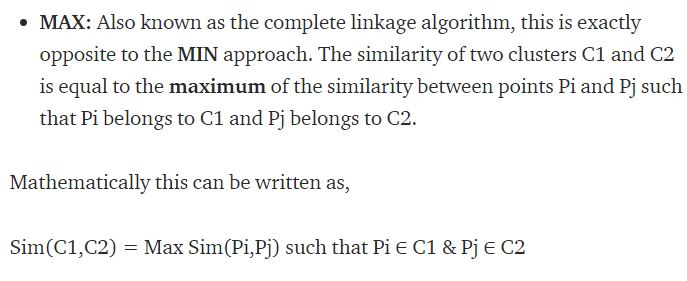 • MAX: Also known as the complete linkage algorithm, this is exactly
opposite to the MIN approach. The similarity of two clusters C1 and C2
is equal to the maximum of the similarity between points Pi and Pj such
that Pi belongs to C1 and Pj belongs to C2.
Mathematically this can be written as,
Sim(C1,C2) = Max Sim(Pi,Pj) such that Pi ∈ C1 & Pj ∈ C2